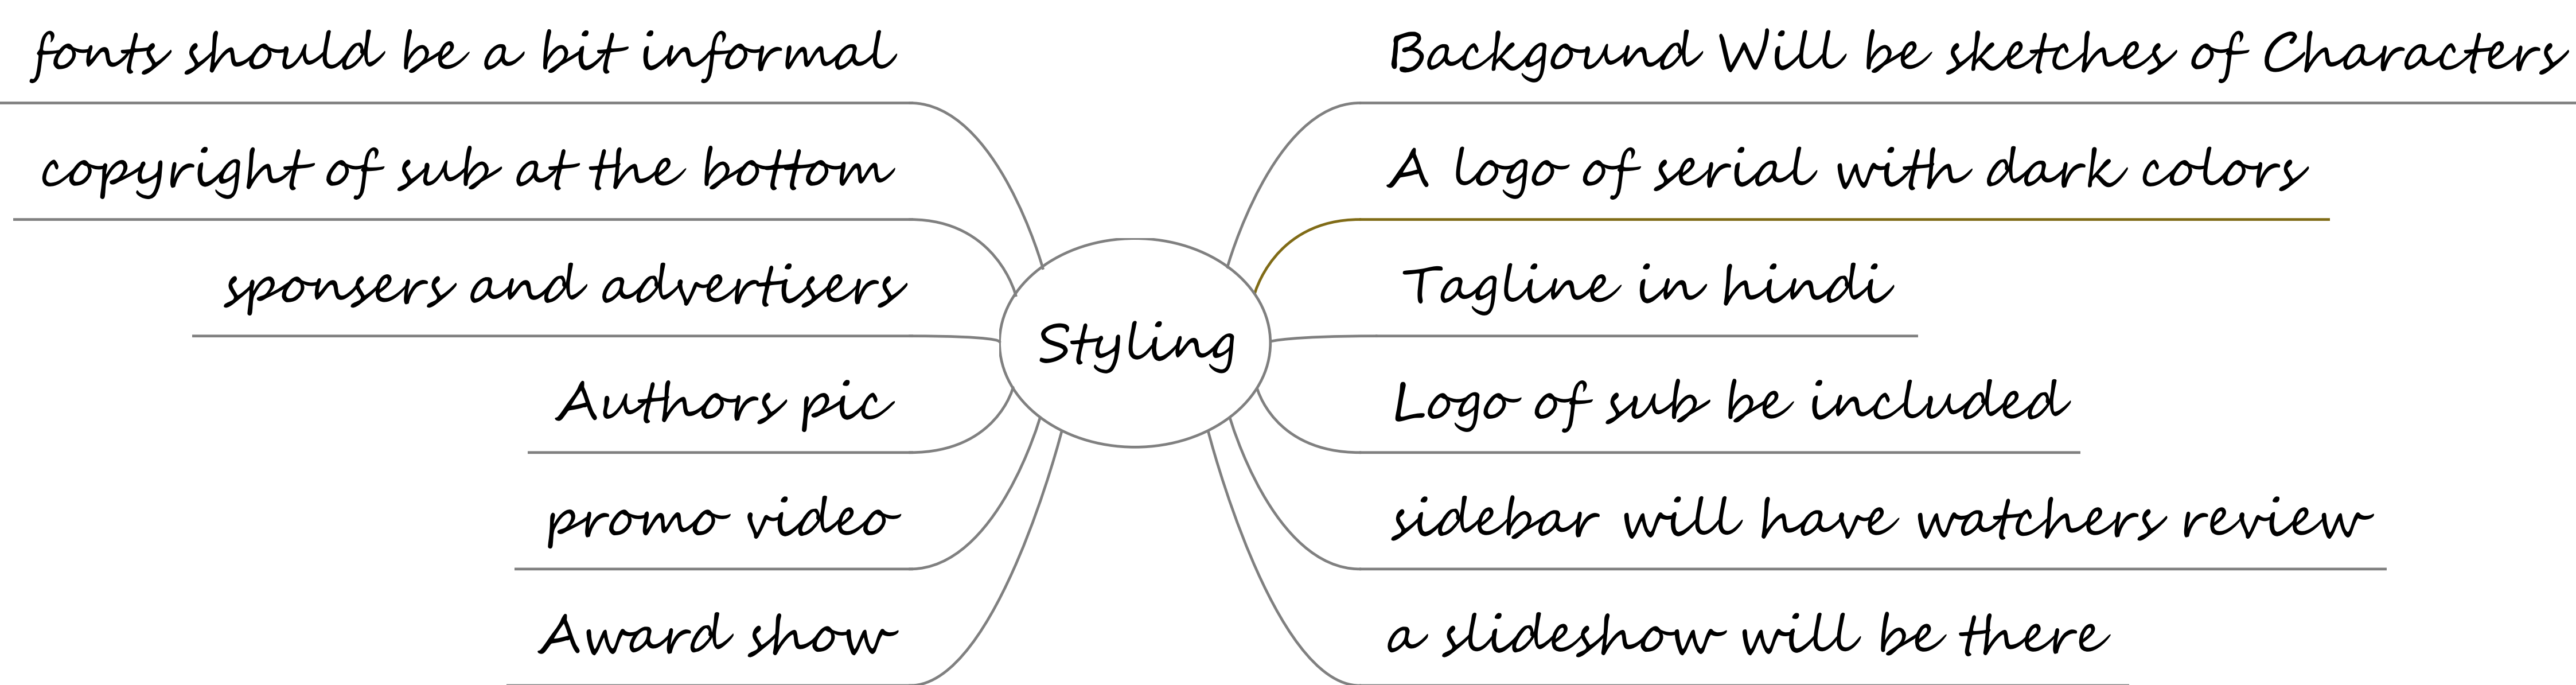 fonts should be a bit informal
copyright of sub at the bottom
sponsers and advertisers
Authors pic
promo video
Award show
Styling
Backgound Will be sketches of Characters
A logo of serial with dark colors
Tagline in hindi
Logo of sub be included
sidebar will have watchers review
a slideshow will be there